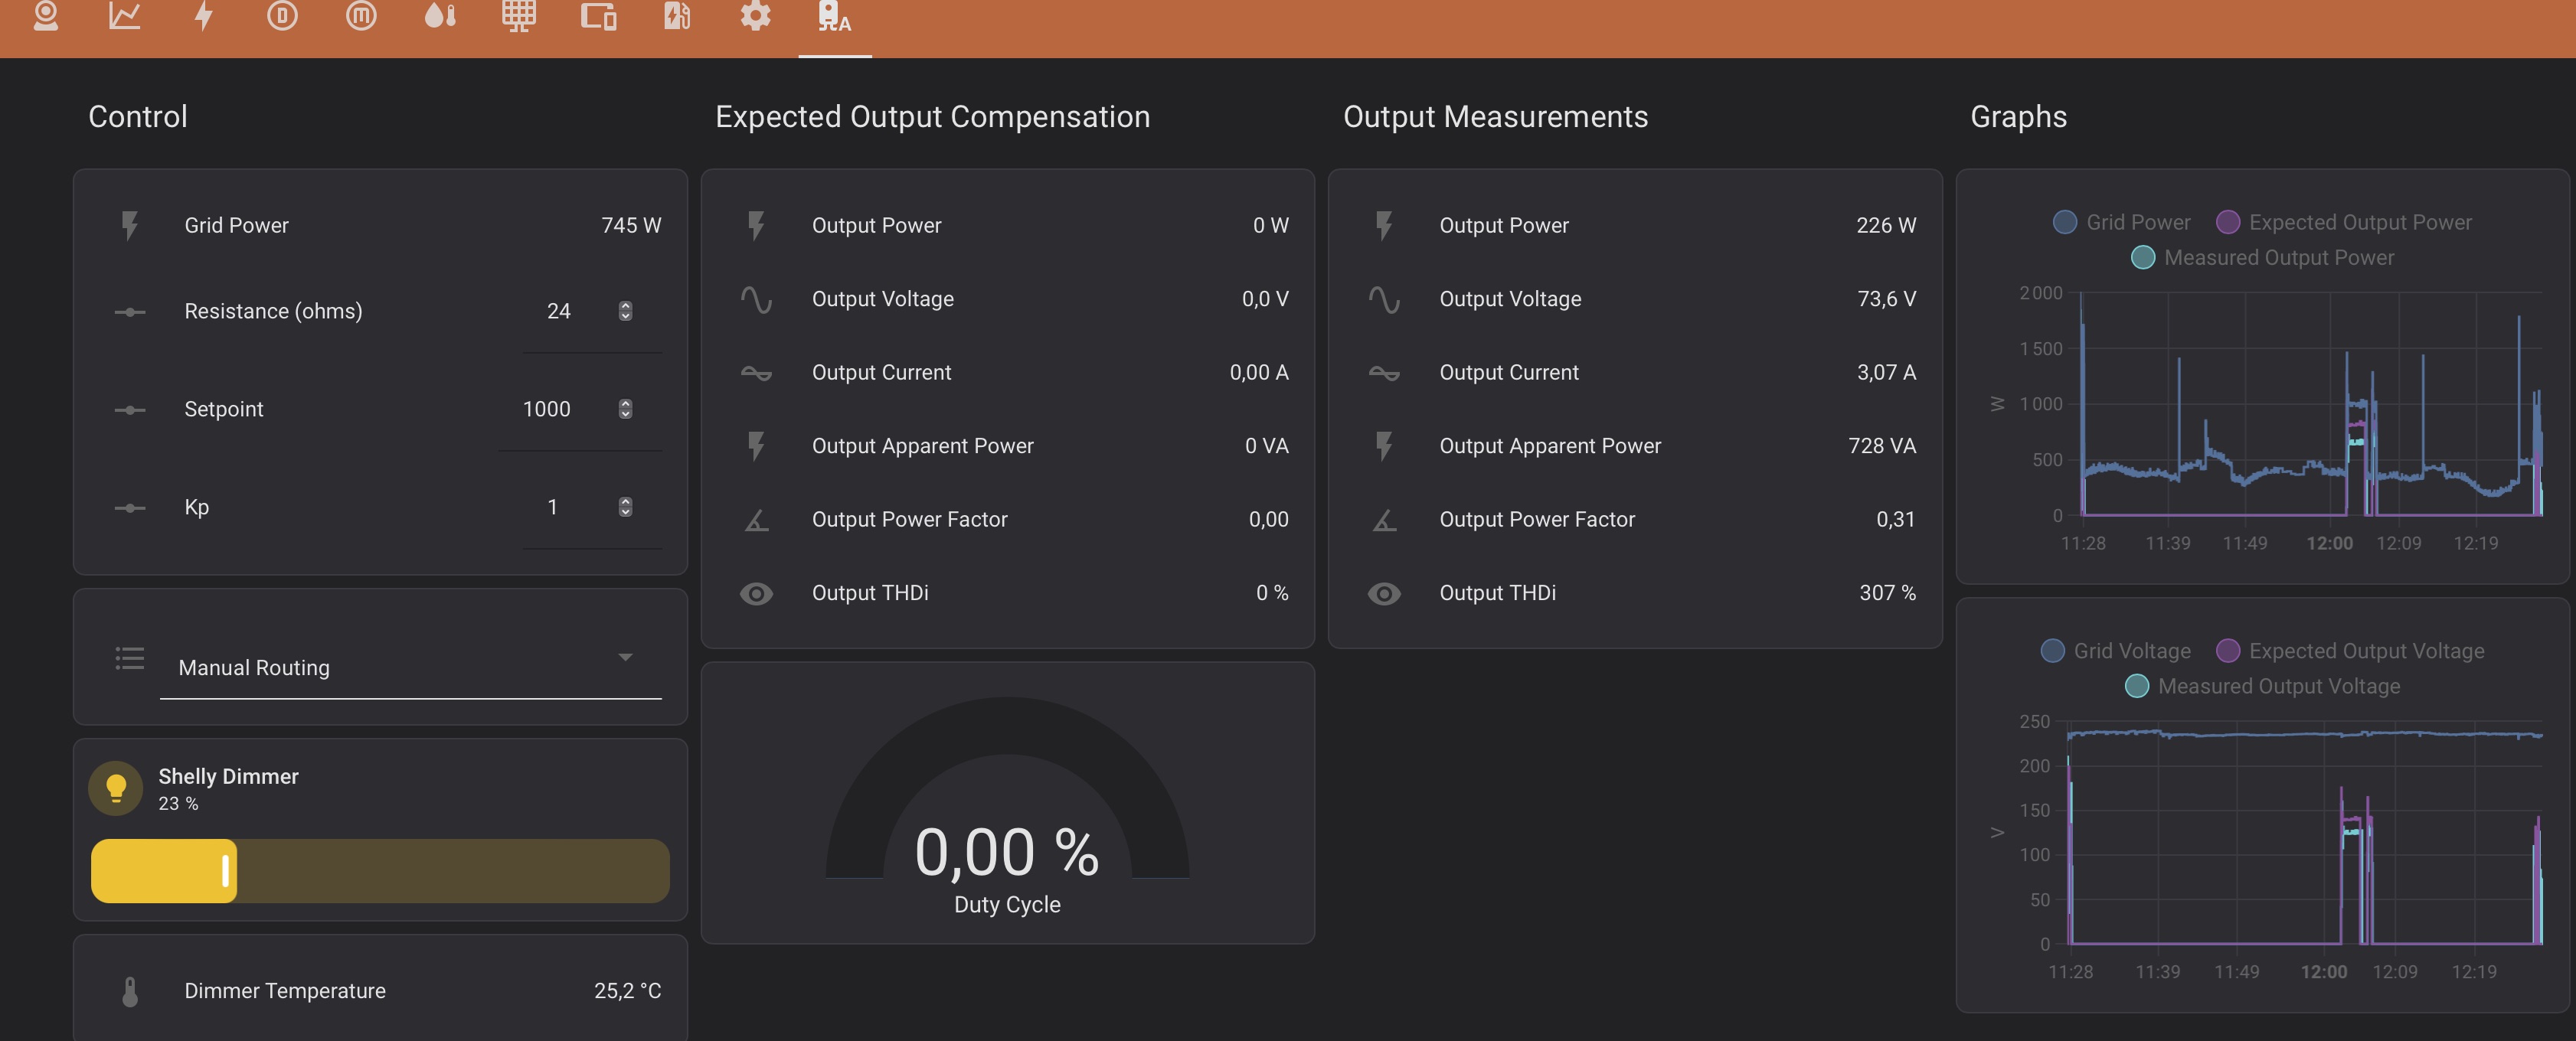 D
M
A
Control
Grid Power 745 W
Resistance (ohms) 24
Setpoint 1000
Kp 1
Manual Routing
Shelly Dimmer
23 %
Dimmer Temperature 25,2 °C
Expected Output Compensation
Output Power 0 W
Output Voltage 0,0 V
Output Current 0,00 A
Output Apparent Power 0 VA
Output Power Factor 0,00
Output THDi 0 %
0,00 %
Duty Cycle
Output Measurements
Output Power 226 W
Output Voltage 73,6 V
Output Current 3,07 A
Output Apparent Power 728 VA
Output Power Factor 0,31
Output THDi 307 %
Graphs
Grid Power Expected Output Power
Measured Output Power
W
2 000
1 500
1 000
500
0
11:28 11:39 11:49 12:00 12:09 12:19
Grid Voltage Expected Output Voltage
Measured Output Voltage
V
250
200
150
100
50
0
11:28 11:39 11:49 12:00 12:09 12:19